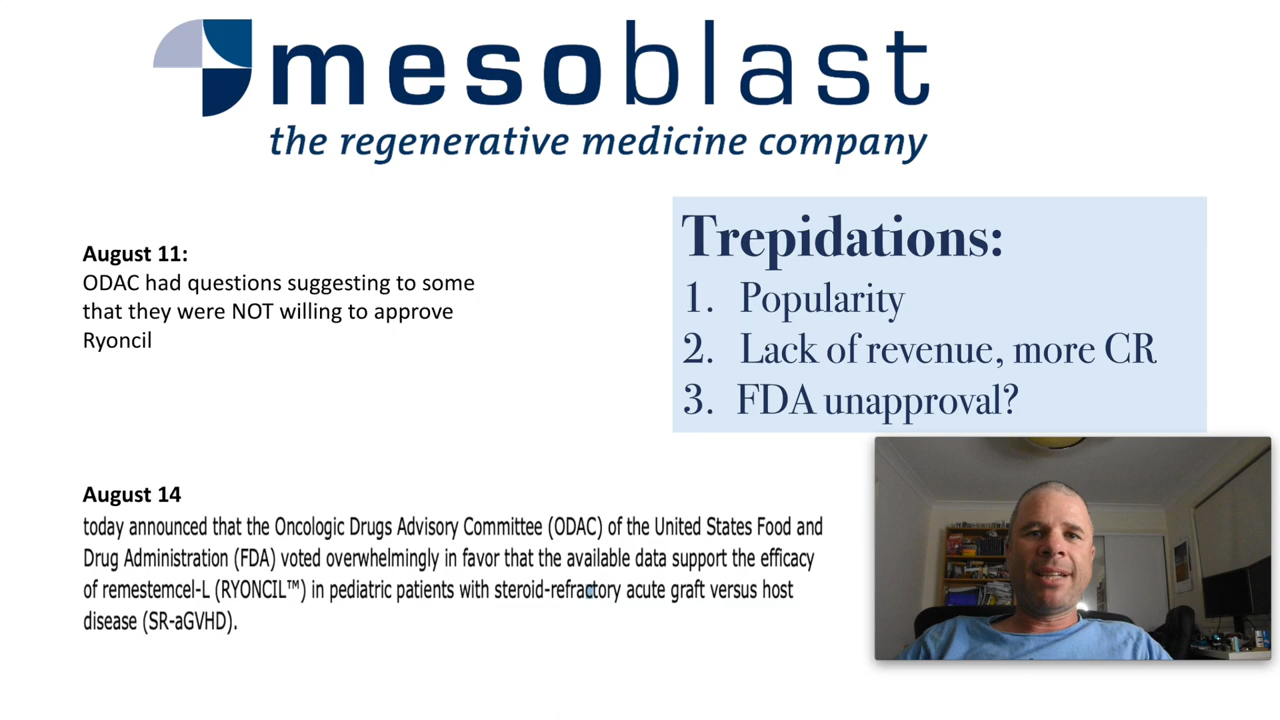 mesoblast
the regenerative medicine company
August 11:
ODAC had questions suggesting to some
that they were NOT willing to approve
Ryoncil
Trepidations:
1. Popularity
2. Lack of revenue, more CR
3. FDA unapproval?
August 14
today announced that the Oncologic Drugs Advisory Committee (ODAC) of the United States Food and
Drug Administration (FDA) voted overwhelmingly in favor that the available data support the efficacy
of remestemcel-L (RYONCIL™) in pediatric patients with steroid-refractory acute graft versus host
disease (SR-aGVHD).